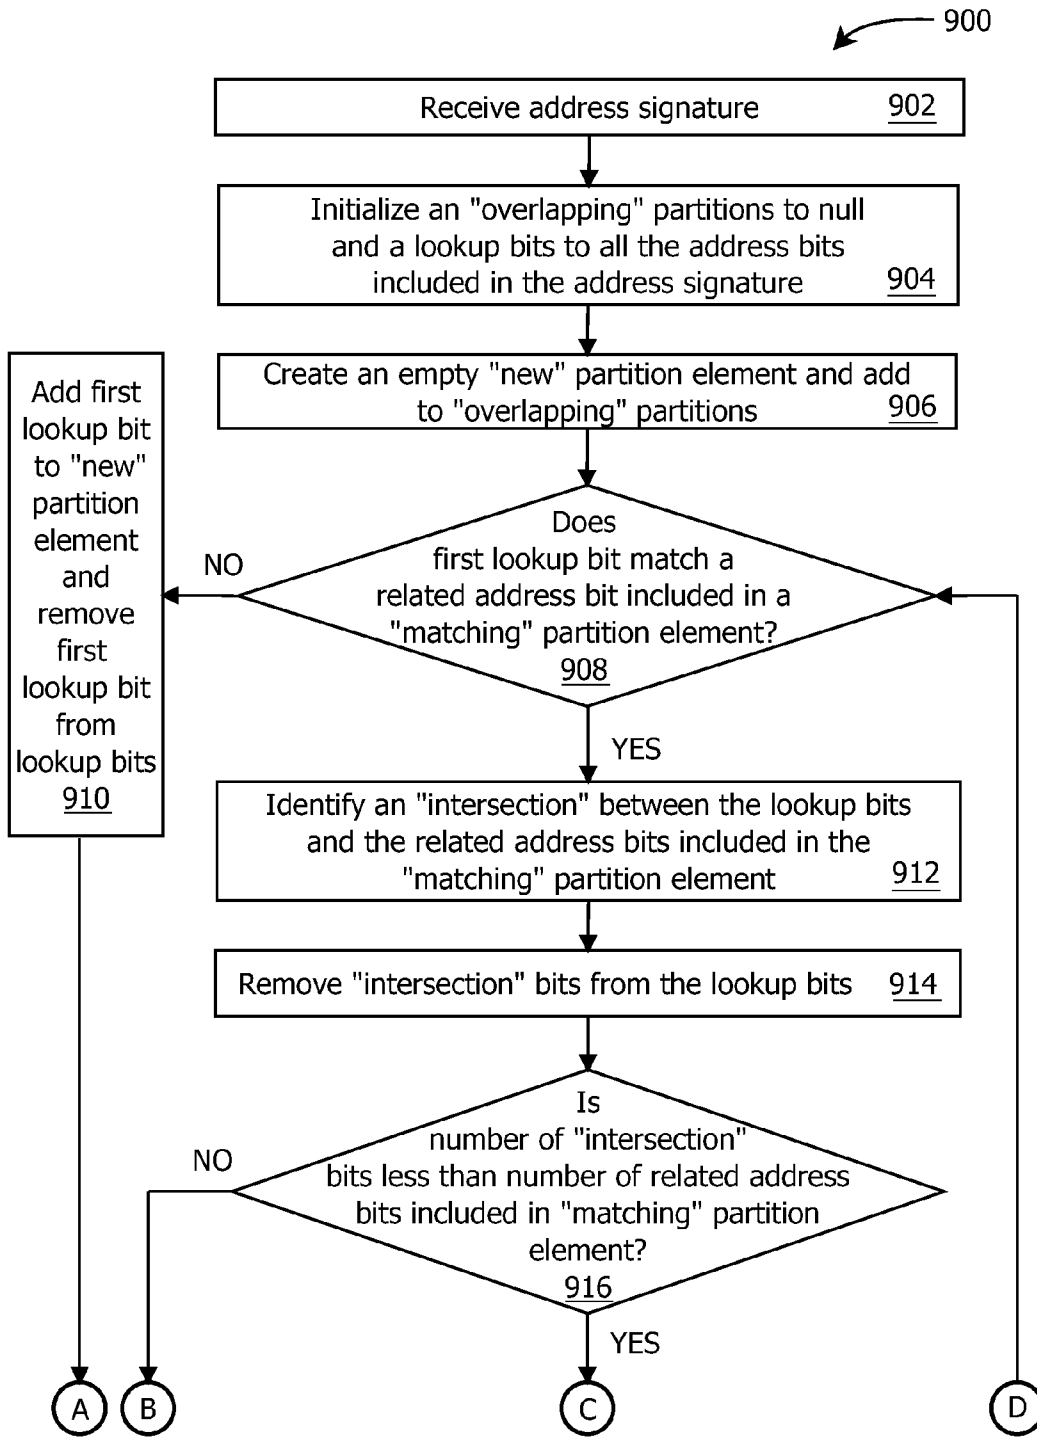 900
Receive address signature 902
Initialize an "overlapping" partitions to null
and a lookup bits to all the address bits
included in the address signature 904
Create an empty "new" partition element and add
to "overlapping" partitions 906
Add first
lookup bit
to "new"
partition
element
and
remove
first
lookup bit
from
lookup bits
910
NO
Does
first lookup bit match a
related address bit included in a
"matching" partition element?
908
YES
Identify an "intersection" between the lookup bits
and the related address bits included in the
"matching" partition element 912
Remove "intersection" bits from the lookup bits 914
NO
Is
number of "intersection"
bits less than number of related address
bits included in "matching" partition
element?
916
YES
A B C D